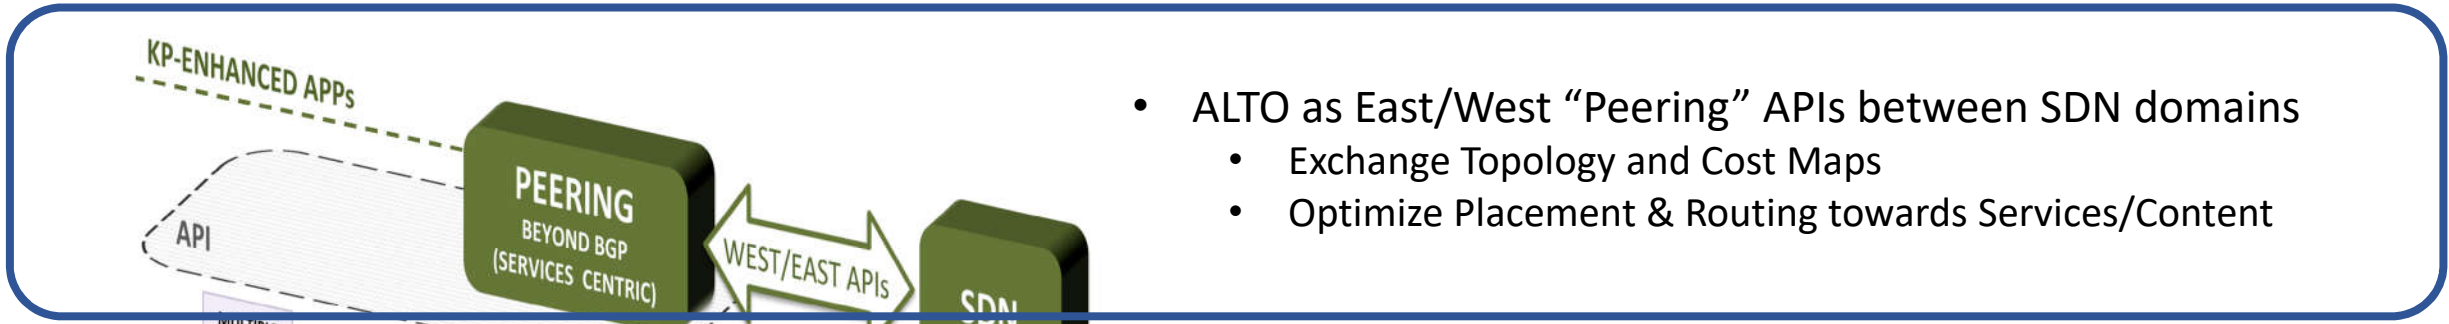 KP-ENHANCED APPs
API
PEERING
BEYOND BGP
(SERVICES CENTRIC)
WEST/EAST APIs
SDN
• ALTO as East/West “Peering” APIs between SDN domains
• Exchange Topology and Cost Maps
• Optimize Placement & Routing towards Services/Content